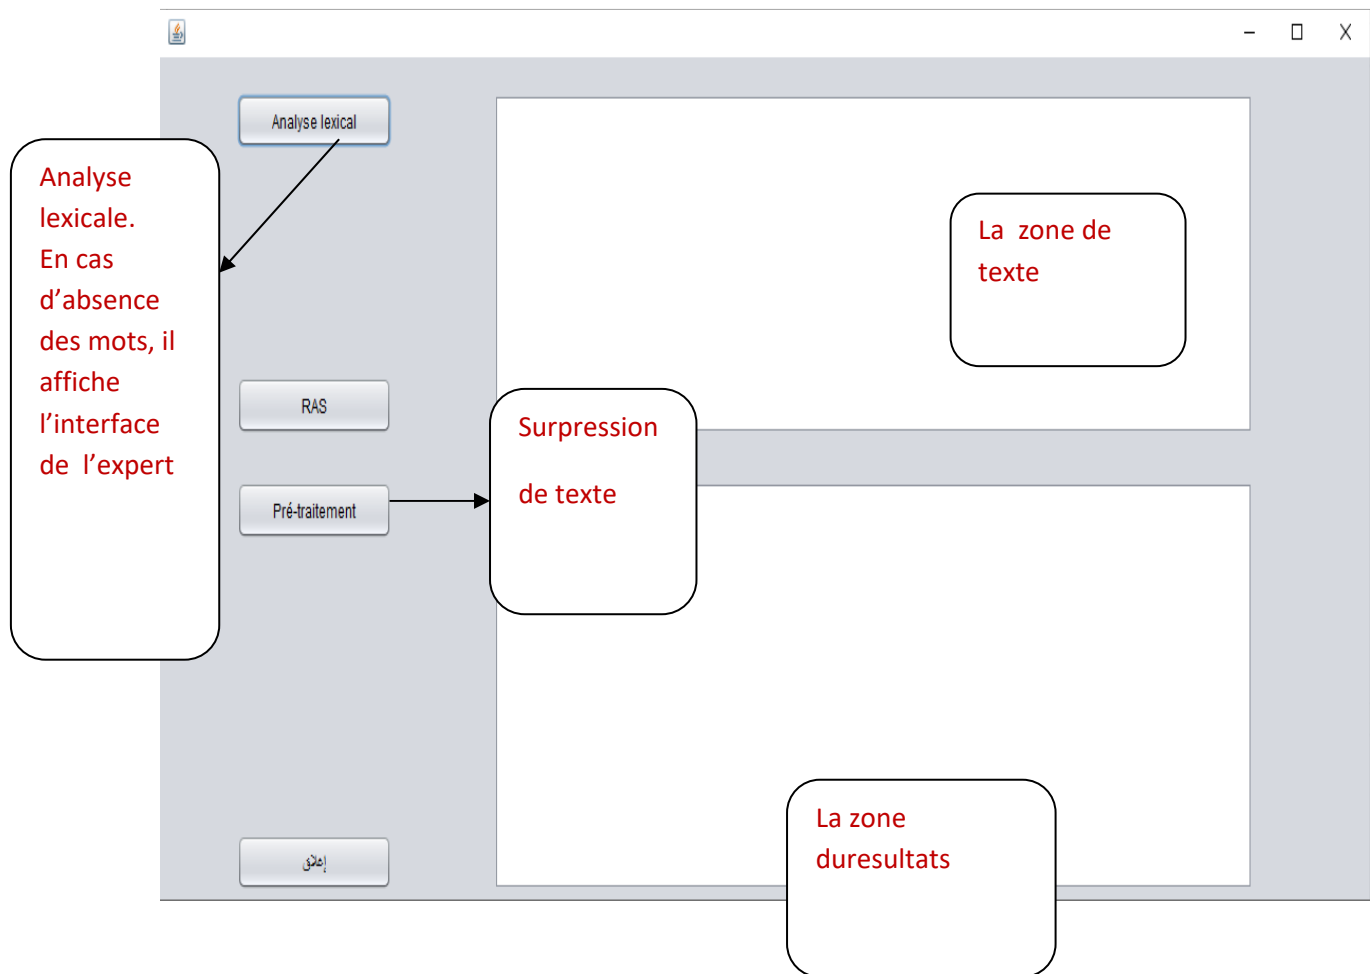 Analyse lexical
Analyse
lexicale.
En cas
d’absence
des mots, il
affiche
l’interface
de l’expert
La zone de
texte
RAS
Surpression
de texte
Pré-traitement
La zone
duresultats
إغلاق